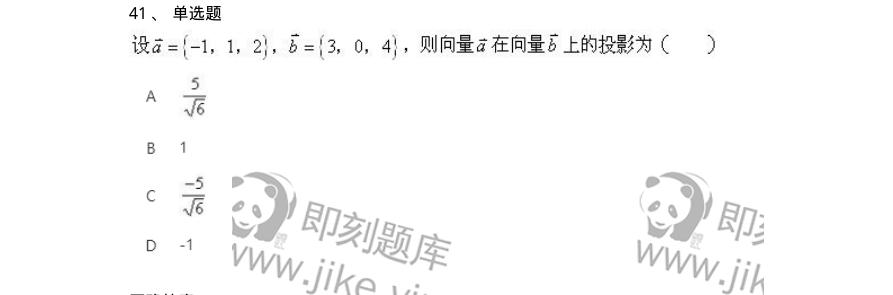 41、 单选题
设a⃗={-1, 1, 2}, b⃗={3, 0, 4}, 则向量a⃗在向量b⃗上的投影为( )
A 5/√6
B 1
C -5/√6
D -1
即刻题库 即刻
www.jike.yi www.ji